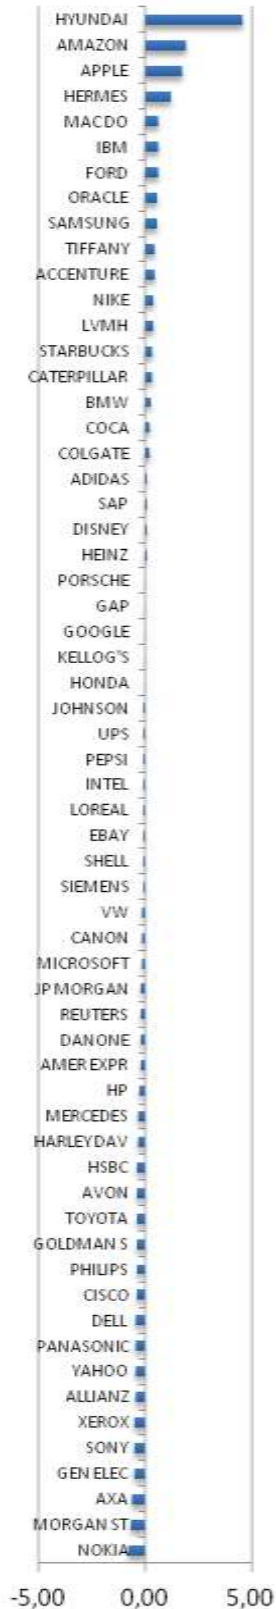 HYUNDAI
AMAZON
APPLE
HERMES
MACDO
IBM
FORD
ORACLE
SAMSUNG
TIFFANY
ACCENTURE
NIKE
LVMH
STARBUCKS
CATERPILLAR
BMW
COCA
COLGATE
ADIDAS
SAP
DISNEY
HEINZ
PORSCHE
GAP
GOOGLE
KELLOG'S
HONDA
JOHNSON
UPS
PEPSI
INTEL
LOREAL
EBAY
SHELL
SIEMENS
VW
CANON
MICROSOFT
JPMORGAN
REUTERS
DANONE
AMER EXPR
HP
MERCEDES
HARLEYDAV
HSBC
AVON
TOYOTA
GOLDMAN S
PHILIPS
CISCO
DELL
PANASONIC
YAHOO
ALLIANZ
XEROX
SONY
GEN ELEC
AXA
MORGAN ST
NOKIA
-5,00 0,00 5,00